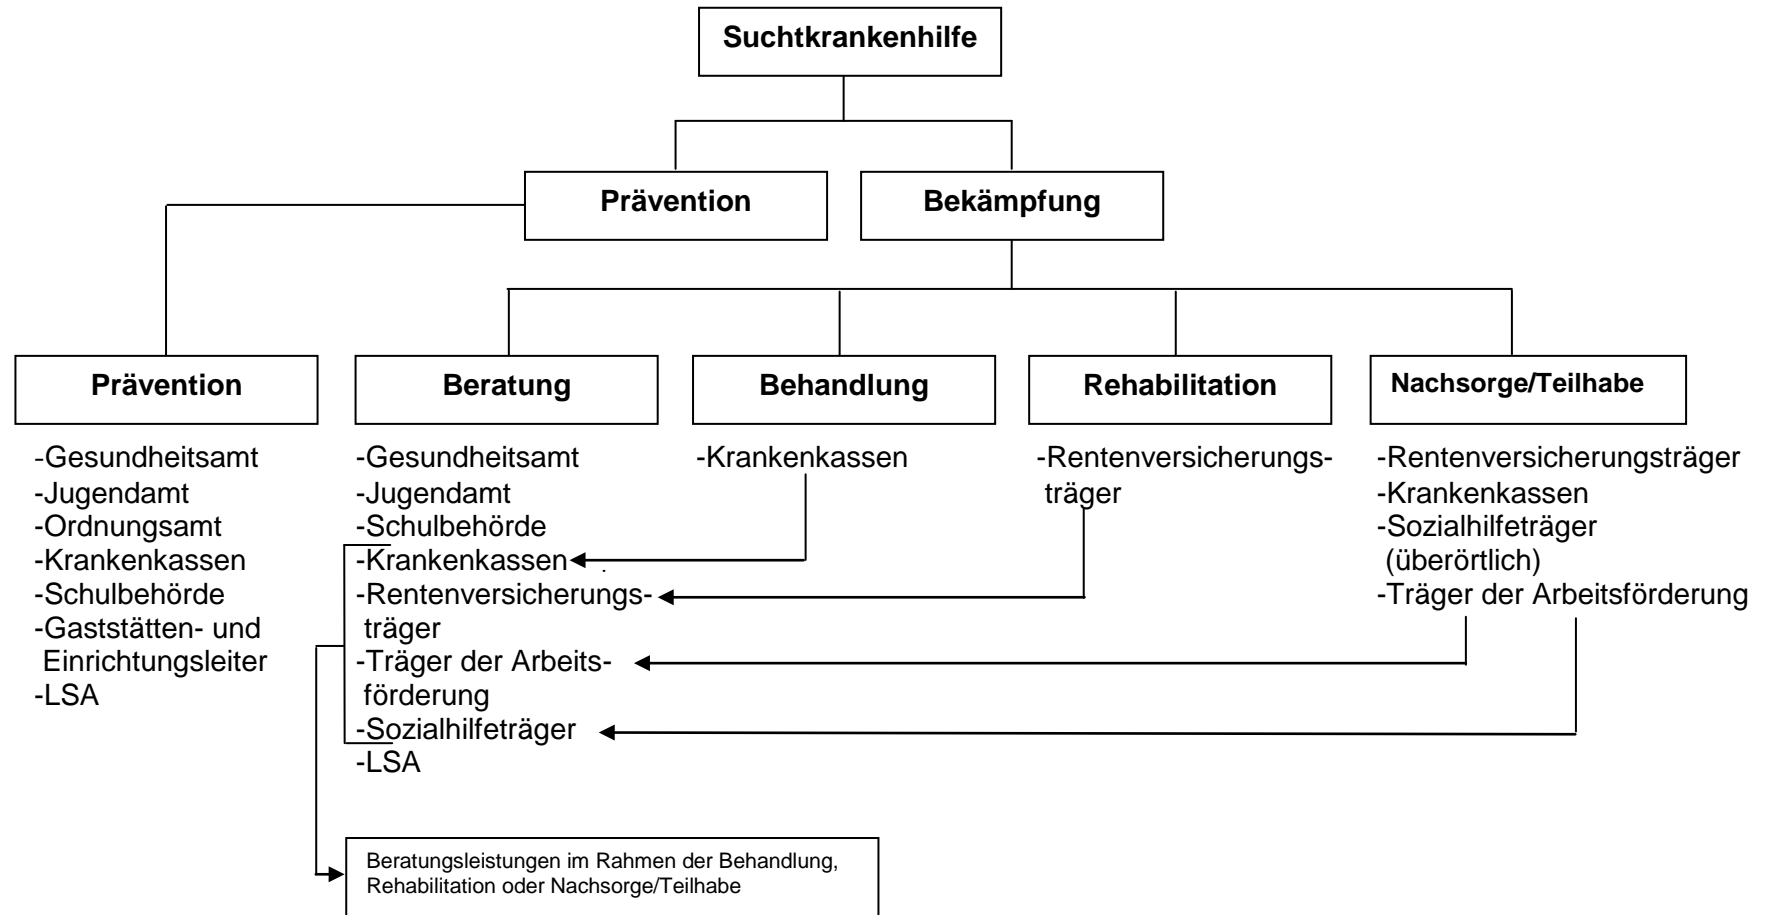 Suchtkrankenhilfe
Prävention
Bekämpfung
Prävention
Beratung
Behandlung
Rehabilitation
Nachsorge/Teilhabe
-Gesundheitsamt
-Jugendamt
-Ordnungsamt
-Krankenkassen
-Schulbehörde
-Gaststätten- und
Einrichtungsleiter
-LSA
-Gesundheitsamt
-Jugendamt
-Schulbehörde
-Krankenkassen
-Rentenversicherungs-
träger
-Träger der Arbeits-
förderung
-Sozialhilfeträger
-LSA
-Krankenkassen
-Rentenversicherungs-
träger
-Rentenversicherungsträger
-Krankenkassen
-Sozialhilfeträger
(überörtlich)
-Träger der Arbeitsförderung
Beratungsleistungen im Rahmen der Behandlung,
Rehabilitation oder Nachsorge/Teilhabe